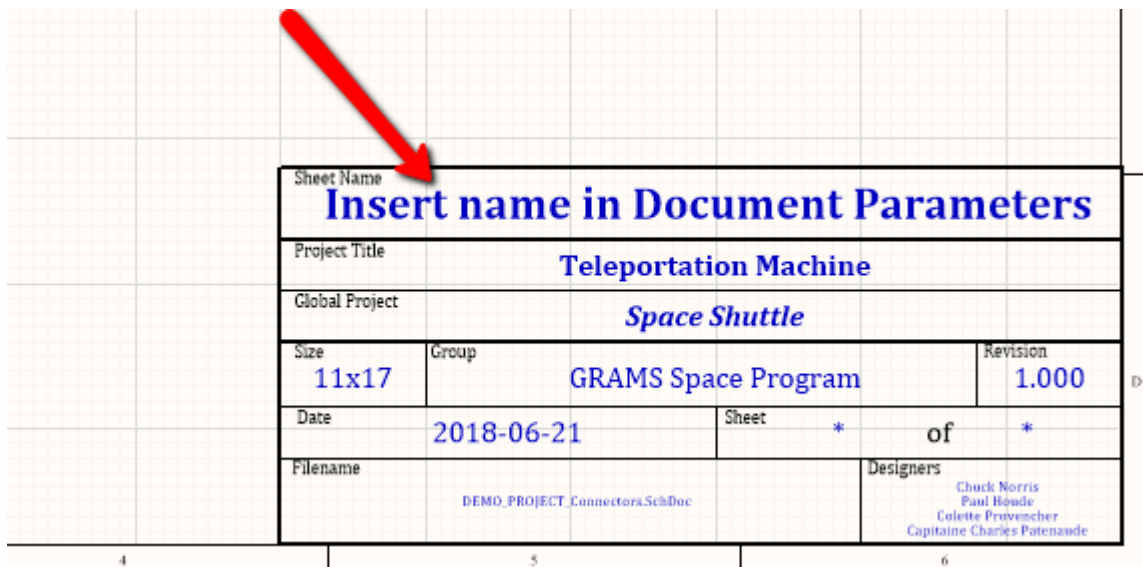 Sheet Name
Insert name in Document Parameters
Project Title
Teleportation Machine
Global Project
Space Shuttle
Size
11x17
Group
GRAMS Space Program
Revision
1.000
D
Date
2018-06-21
Sheet
* of *
Filename
DEMO_PROJECT_Connectors.SchDoc
Designers
Chuck Norris
Paul Houde
Colette Provencher
Capitaine Charles Patenaude
4 5 6